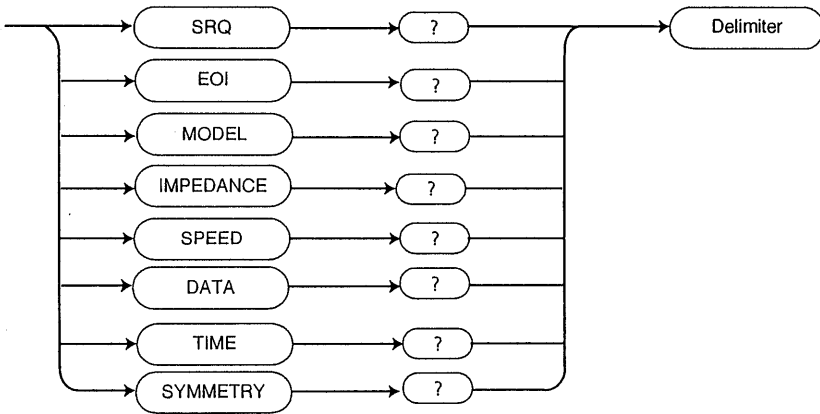 SRQ ? Delimiter
EOI ?
MODEL ?
IMPEDANCE ?
SPEED ?
DATA ?
TIME ?
SYMMETRY ?